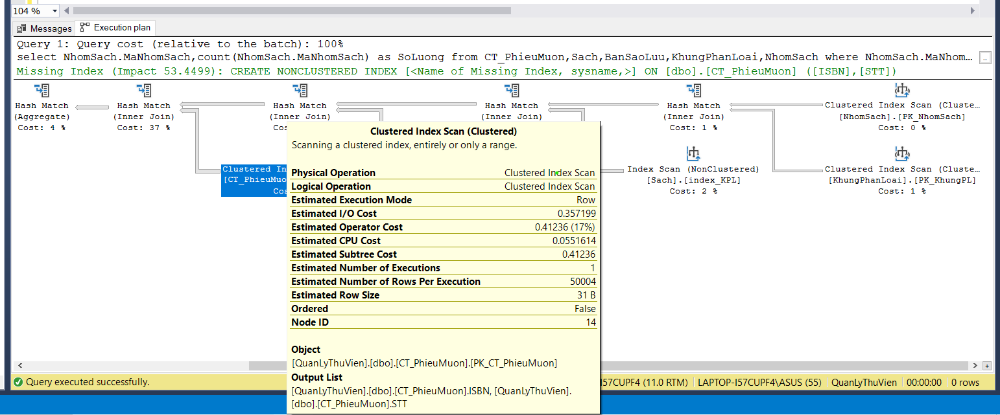 104 %
Messages
Execution plan
Query 1: Query cost (relative to the batch): 100%
select NhomSach.MaNhomSach,count(NhomSach.MaNhomSach) as SoLuong from CT_PhieuMuon,Sach,BanSaoLuu,KhungPhanLoai,NhomSach where NhomSach.MaNhom...
Missing Index (Impact 53.4499): CREATE NONCLUSTERED INDEX [<Name of Missing Index, sysname,>] ON [dbo].[CT_PhieuMuon] ([ISBN],[STT])
Hash Match
(Aggregate)
Cost: 4 %
Hash Match
(Inner Join)
Cost: 37 %
Hash Match
(Inner Join)
Cos
Hash Match
(Inner Join)
Hash Match
(Inner Join)
Cost: 1 %
Clustered Index Scan (Cluste...
[NhomSach].[PK_NhomSach]
Cost: 0 %
Clustered In
[CT_PhieuMuo
Cos
Index Scan (NonClustered)
[Sach].[index_KPL]
Cost: 2 %
Clustered Index Scan (Cluste...
[KhungPhanLoai].[PK_KhungPL]
Cost: 1 %
Clustered Index Scan (Clustered)
Scanning a clustered index, entirely or only a range.
Physical Operation Clustered Index Scan
Logical Operation Clustered Index Scan
Estimated Execution Mode Row
Estimated I/O Cost 0.357199
Estimated Operator Cost 0.41236 (17%)
Estimated CPU Cost 0.0551614
Estimated Subtree Cost 0.41236
Estimated Number of Executions 1
Estimated Number of Rows Per Execution 50004
Estimated Row Size 31 B
Ordered False
Node ID 14
Object
[QuanLyThuVien].[dbo].[CT_PhieuMuon].[PK_CT_PhieuMuon]
Output List
[QuanLyThuVien].[dbo].[CT_PhieuMuon].ISBN, [QuanLyThuVien].
[dbo].[CT_PhieuMuon].STT
Query executed successfully.
I57CUPF4 (11.0 RTM)
LAPTOP-I57CUPF4\ASUS (55)
QuanLyThuVien
00:00:00
0 rows